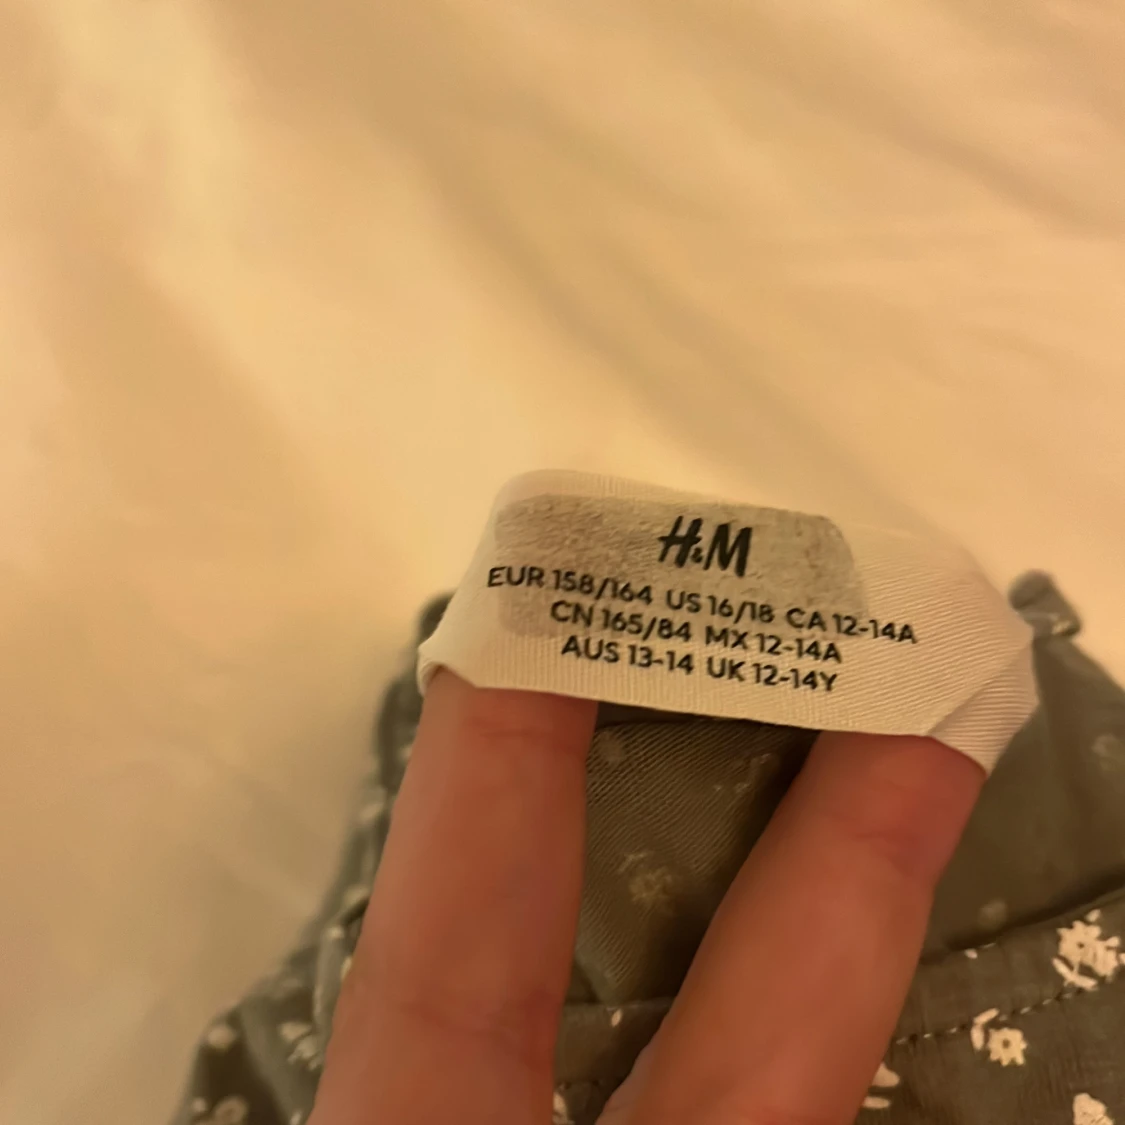 H&M
EUR 158/164 US 16/18 CA 12-14A
CN 165/84 MX 12-14A
AUS 13-14 UK 12-14Y